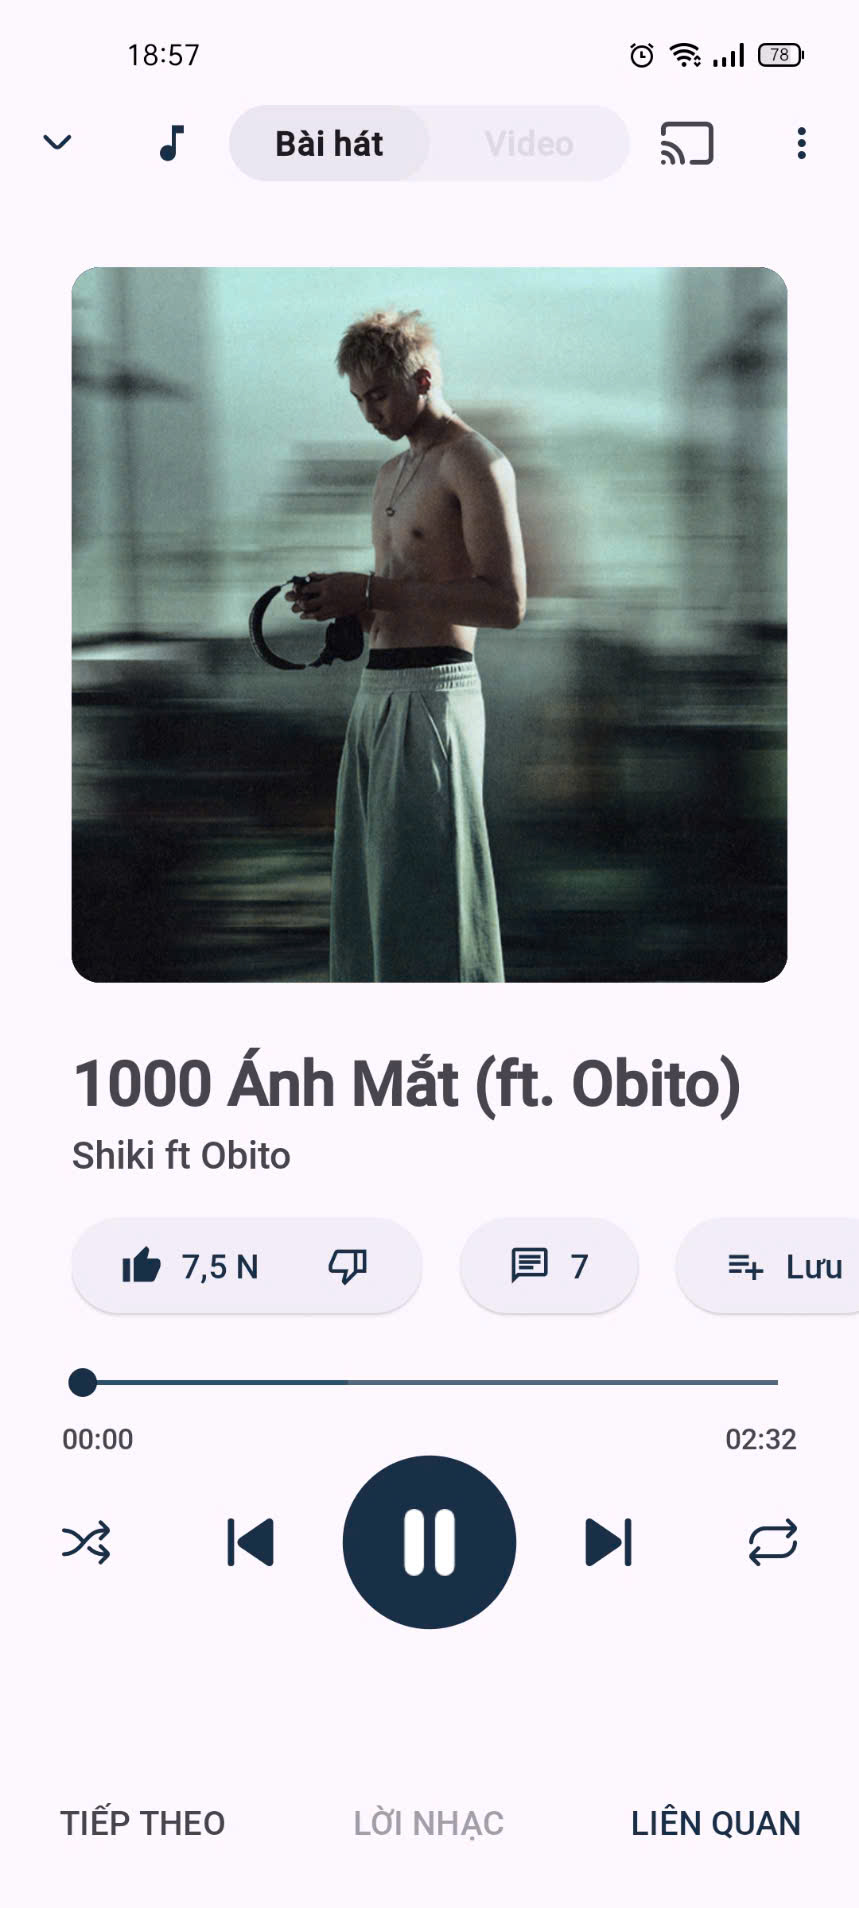 18:57
78
Bài hát
Video
1000 Ánh Mắt (ft. Obito)
Shiki ft Obito
7,5 N
7
Lưu
00:00
02:32
TIẾP THEO
LỜI NHẠC
LIÊN QUAN